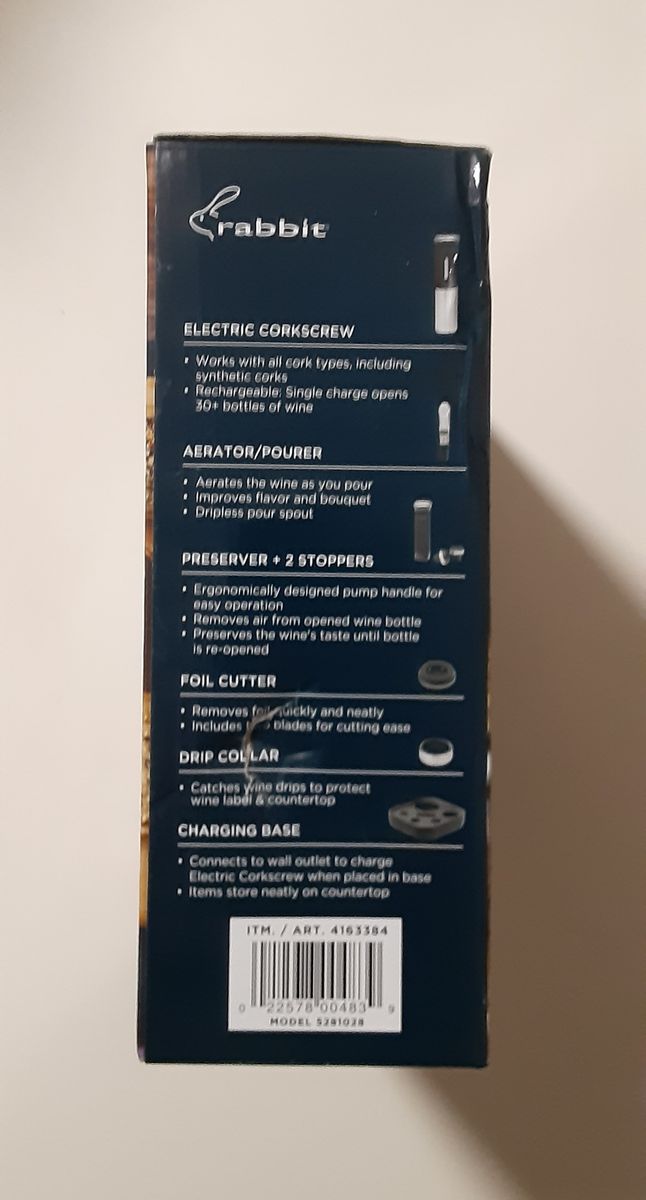 rabbit
ELECTRIC CORKSCREW
• Works with all cork types, including
synthetic corks
• Rechargeable: Single charge opens
30+ bottles of wine
AERATOR/POURER
• Aerates the wine as you pour
• Improves flavor and bouquet
• Dripless pour spout
PRESERVER + 2 STOPPERS
• Ergonomically designed pump handle for
easy operation
• Removes air from opened wine bottle
• Preserves the wine's taste until bottle
is re-opened
FOIL CUTTER
• Removes foil quickly and neatly
• Includes blades for cutting ease
DRIP COLLAR
• Catches wine drips to protect
wine label & countertop
CHARGING BASE
• Connects to wall outlet to charge
Electric Corkscrew when placed in base
• Items store neatly on countertop
ITM. / ART. 4163384
0 22578 00483 9
MODEL 5281028